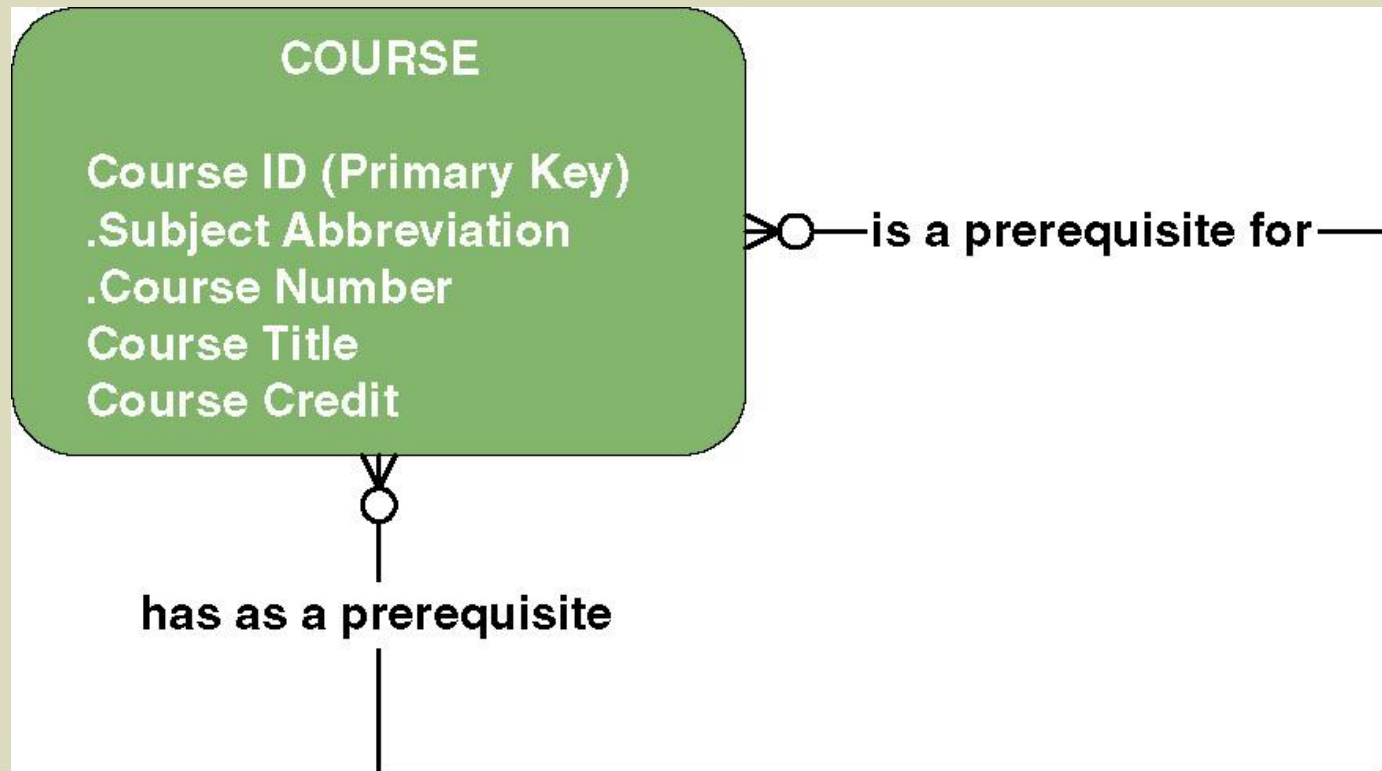 COURSE
Course ID (Primary Key)
.Subject Abbreviation
.Course Number
Course Title
Course Credit
is a prerequisite for
has as a prerequisite